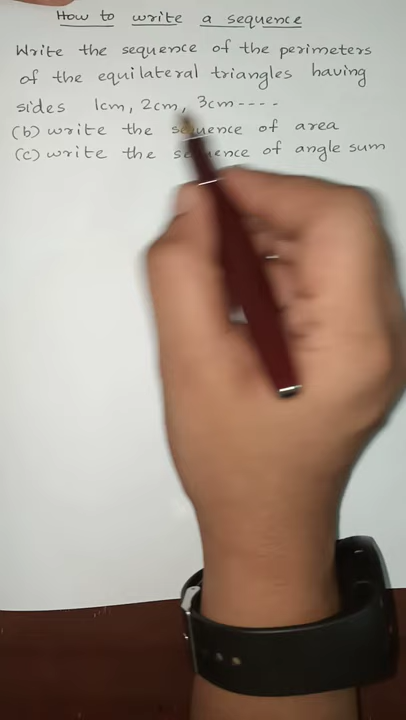 How to write a sequence
Write the sequence of the perimeters
of the equilateral triangles having
sides 1cm, 2cm, 3cm----
(b) write the sequence of area
(c) write the sequence of angle sum